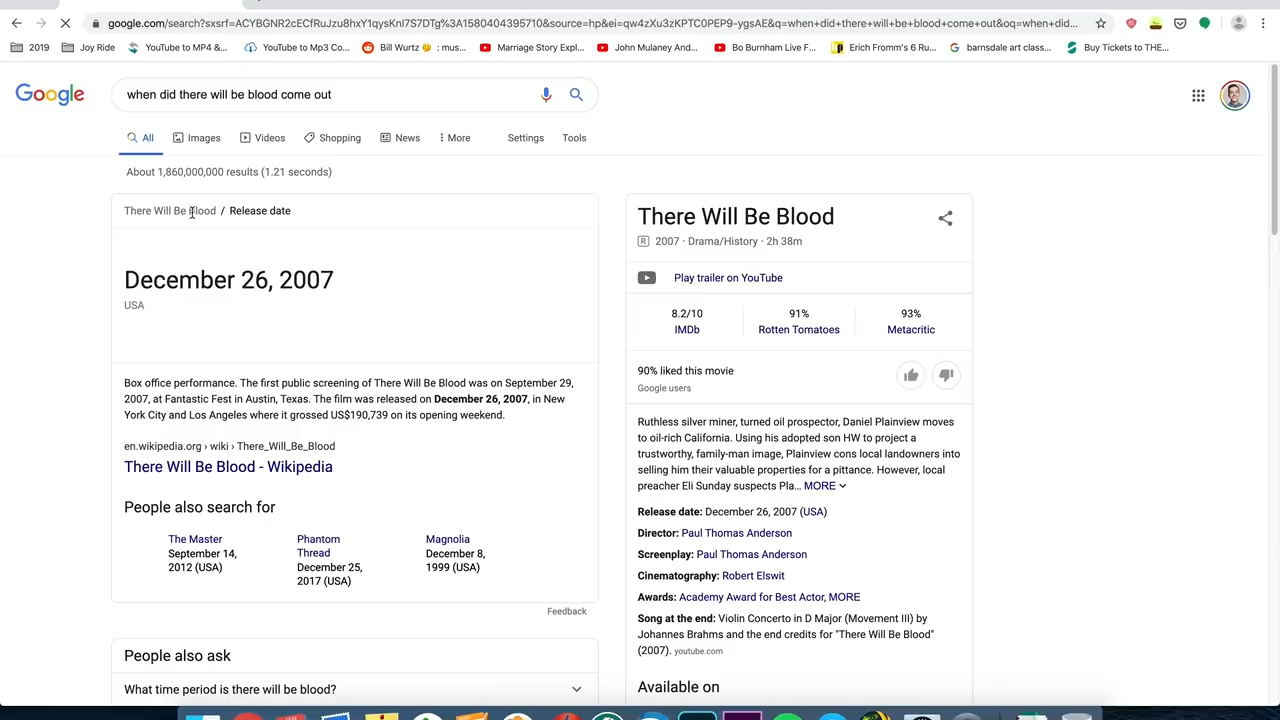 google.com/search?sxsrf=ACYBGNR2cECfRuJzu8hxY1qysKnI7S7DTg%3A1580404395710&source=hp&ei=qw4zXu3zKPTC0PEP9-ygsAE&q=when+did+there+will+be+blood+come+out&oq=when+did...
2019
Joy Ride
YouTube to MP4 &...
YouTube to Mp3 Co...
Bill Wurtz 🙂 : mus...
Marriage Story Expl...
John Mulaney And...
Bo Burnham Live F...
Erich Fromm's 6 Ru...
barnsdale art class...
Buy Tickets to THE...
Google
when did there will be blood come out
All
Images
Videos
Shopping
News
More
Settings
Tools
About 1,860,000,000 results (1.21 seconds)
There Will Be Blood / Release date
December 26, 2007
USA
Box office performance. The first public screening of There Will Be Blood was on September 29,
2007, at Fantastic Fest in Austin, Texas. The film was released on December 26, 2007, in New
York City and Los Angeles where it grossed US$190,739 on its opening weekend.
en.wikipedia.org › wiki › There_Will_Be_Blood
There Will Be Blood - Wikipedia
People also search for
The Master
September 14,
2012 (USA)
Phantom
Thread
December 25,
2017 (USA)
Magnolia
December 8,
1999 (USA)
Feedback
People also ask
What time period is there will be blood?
There Will Be Blood
R 2007 · Drama/History · 2h 38m
Play trailer on YouTube
8.2/10
IMDb
91%
Rotten Tomatoes
93%
Metacritic
90% liked this movie
Google users
Ruthless silver miner, turned oil prospector, Daniel Plainview moves
to oil-rich California. Using his adopted son HW to project a
trustworthy, family-man image, Plainview cons local landowners into
selling him their valuable properties for a pittance. However, local
preacher Eli Sunday suspects Pla... MORE
Release date: December 26, 2007 (USA)
Director: Paul Thomas Anderson
Screenplay: Paul Thomas Anderson
Cinematography: Robert Elswit
Awards: Academy Award for Best Actor, MORE
Song at the end: Violin Concerto in D Major (Movement III) by
Johannes Brahms and the end credits for "There Will Be Blood"
(2007). youtube.com
Available on